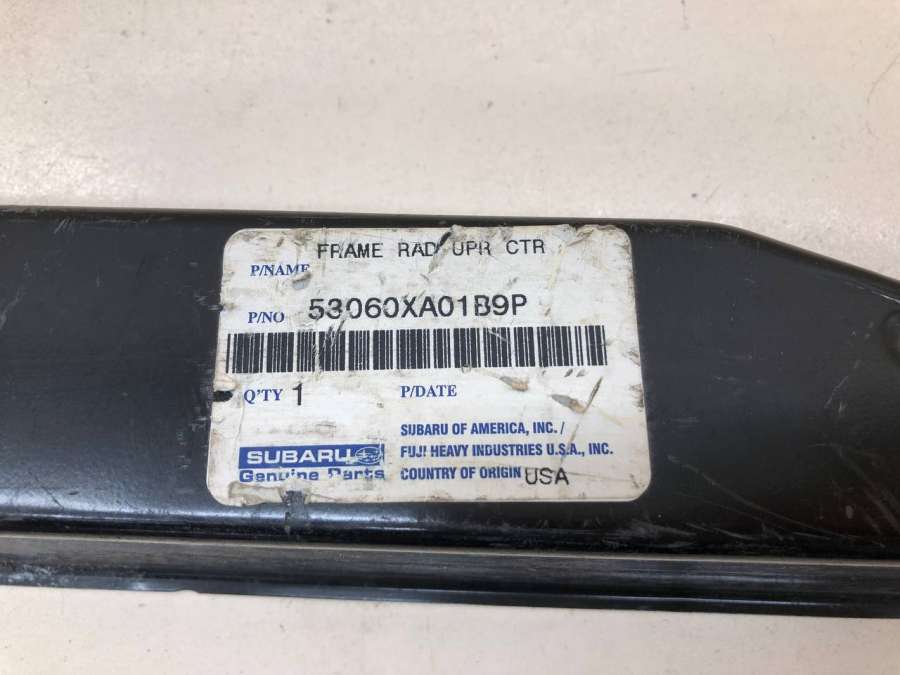 FRAME RAD UPR CTR
P/NAME
P/NO 53060XA01B9P
Q'TY 1 P/DATE
SUBARU OF AMERICA, INC. /
FUJI HEAVY INDUSTRIES U.S.A., INC.
COUNTRY OF ORIGIN USA
SUBARU
Genuine Parts